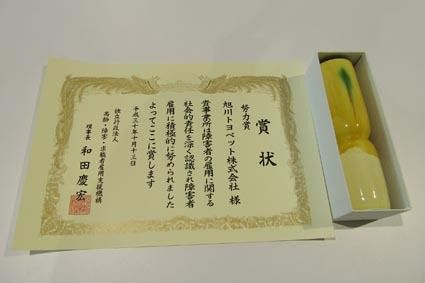 賞状
努力賞
旭川トヨペット株式会社 様
貴事業所は障害者の雇用に関する
社会的責任を深く認識され障害者
雇用に積極的に努められました
よってここに賞します
平成三十年十月十三日
独立行政法人
高齢・障害・求職者雇用支援機構
理事長 和田慶宏